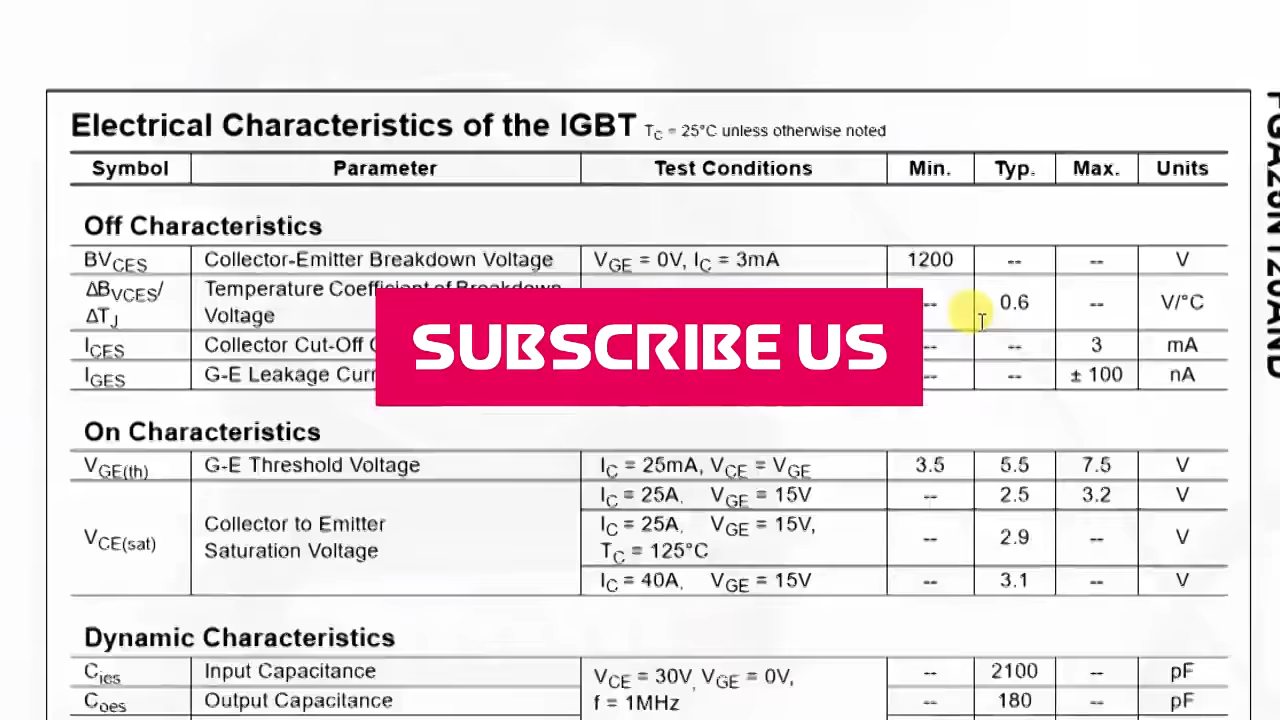 Electrical Characteristics of the IGBT TC = 25°C unless otherwise noted
Symbol Parameter Test Conditions Min. Typ. Max. Units
Off Characteristics
BVCES Collector-Emitter Breakdown Voltage VGE = 0V, IC = 3mA 1200 -- -- V
ΔBVCES/ ΔTJ Temperature Coefficient of Breakdown Voltage -- 0.6 -- V/°C
ICES Collector Cut-Off -- -- 3 mA
IGES G-E Leakage -- -- ± 100 nA
SUBSCRIBE US
On Characteristics
VGE(th) G-E Threshold Voltage IC = 25mA, VCE = VGE 3.5 5.5 7.5 V
VCE(sat) Collector to Emitter Saturation Voltage IC = 25A, VGE = 15V -- 2.5 3.2 V
IC = 25A, VGE = 15V, TC = 125°C -- 2.9 -- V
IC = 40A, VGE = 15V -- 3.1 -- V
Dynamic Characteristics
Cies Input Capacitance VCE = 30V, VGE = 0V, f = 1MHz -- 2100 -- pF
Coes Output Capacitance -- 180 -- pF